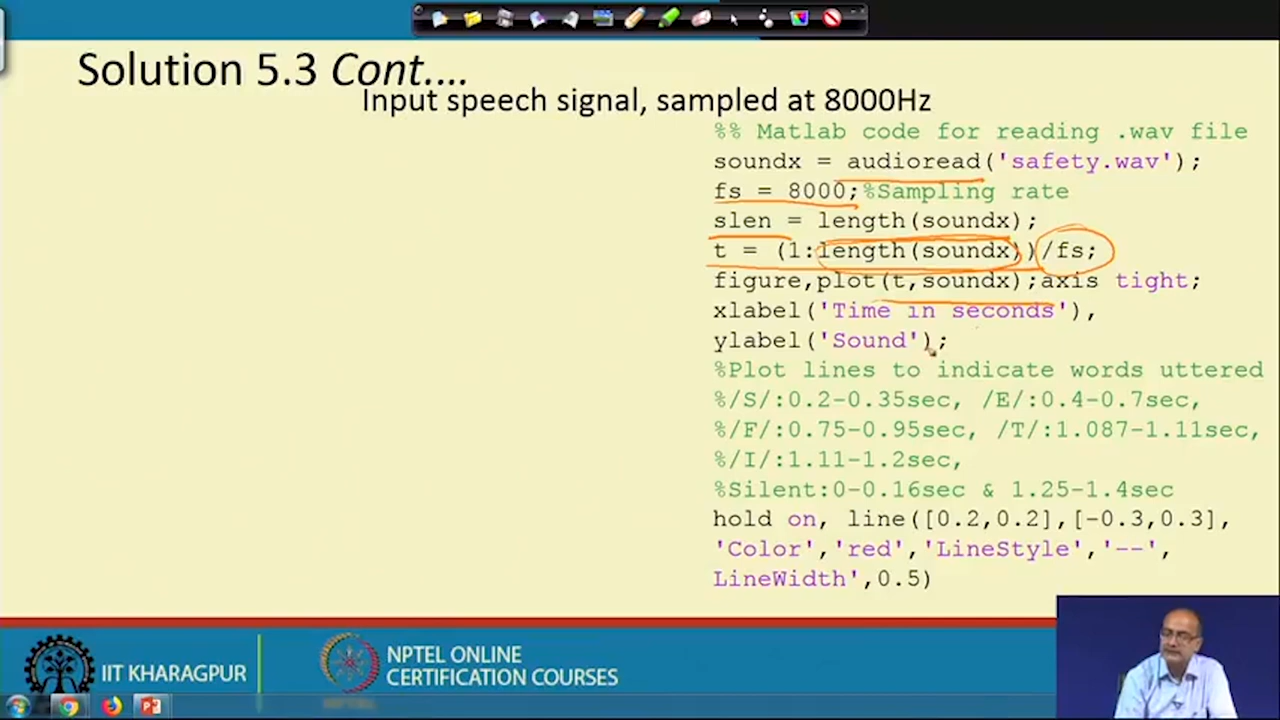 Solution 5.3 Cont....
Input speech signal, sampled at 8000Hz
%% Matlab code for reading .wav file
soundx = audioread('safety.wav');
fs = 8000;%Sampling rate
slen = length(soundx);
t = (1:length(soundx))/fs;
figure,plot(t,soundx);axis tight;
xlabel('Time in seconds'),
ylabel('Sound');
%Plot lines to indicate words uttered
%/S/:0.2-0.35sec, /E/:0.4-0.7sec,
%/F/:0.75-0.95sec, /T/:1.087-1.11sec,
%/I/:1.11-1.2sec,
%Silent:0-0.16sec & 1.25-1.4sec
hold on, line([0.2,0.2],[-0.3,0.3],
'Color','red','LineStyle','--',
LineWidth',0.5)
IIT KHARAGPUR
NPTEL ONLINE
CERTIFICATION COURSES